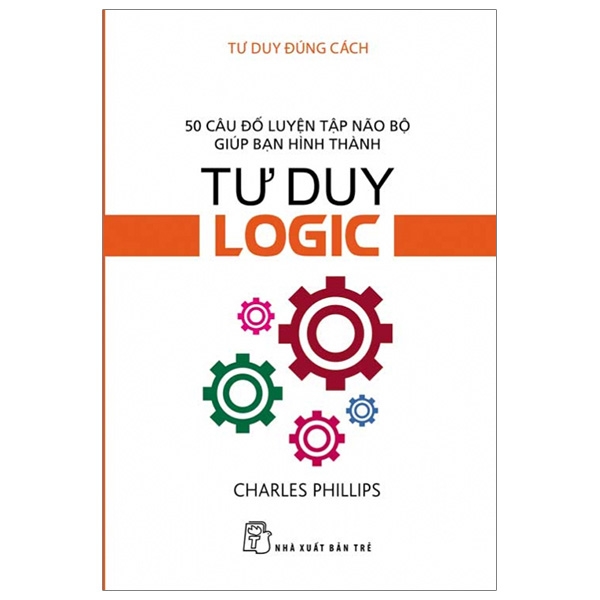 TƯ DUY ĐÚNG CÁCH
50 CÂU ĐỐ LUYỆN TẬP NÃO BỘ
GIÚP BẠN HÌNH THÀNH
TƯ DUY
LOGIC
CHARLES PHILLIPS
NHÀ XUẤT BẢN TRẺ